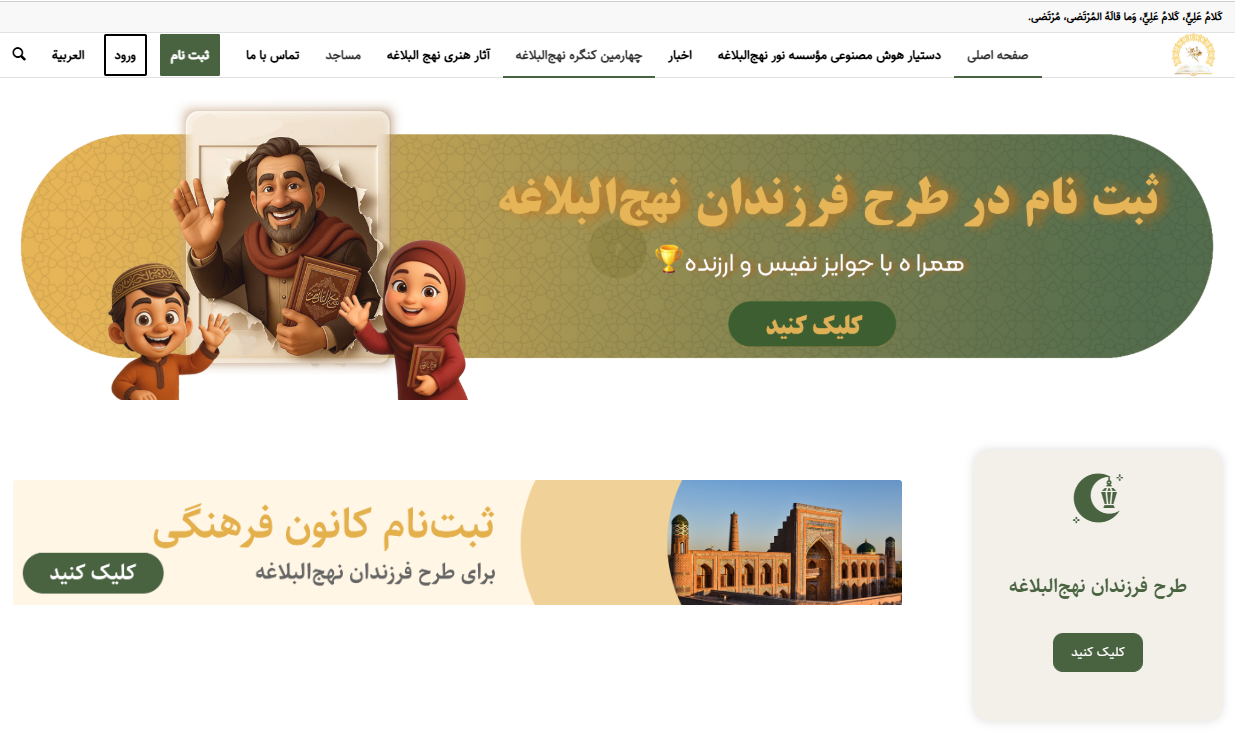 کَلامُ عَلِيٍّ، کَلامُ عَلِيٍّ، وَما قالَهُ المُرْتَضی، مُرْتَضی.
صفحه اصلی
دستیار هوش مصنوعی مؤسسه نور نهج‌البلاغه
اخبار
چهارمین کنگره نهج‌البلاغه
آثار هنری نهج البلاغه
مساجد
تماس با ما
ثبت نام
ورود
العربية
ثبت نام در طرح فرزندان نهج‌البلاغه
همراه با جوایز نفیس و ارزنده🏆
کلیک کنید
طرح فرزندان نهج‌البلاغه
کلیک کنید
ثبت‌نام کانون فرهنگی
برای طرح فرزندان نهج‌البلاغه
کلیک کنید